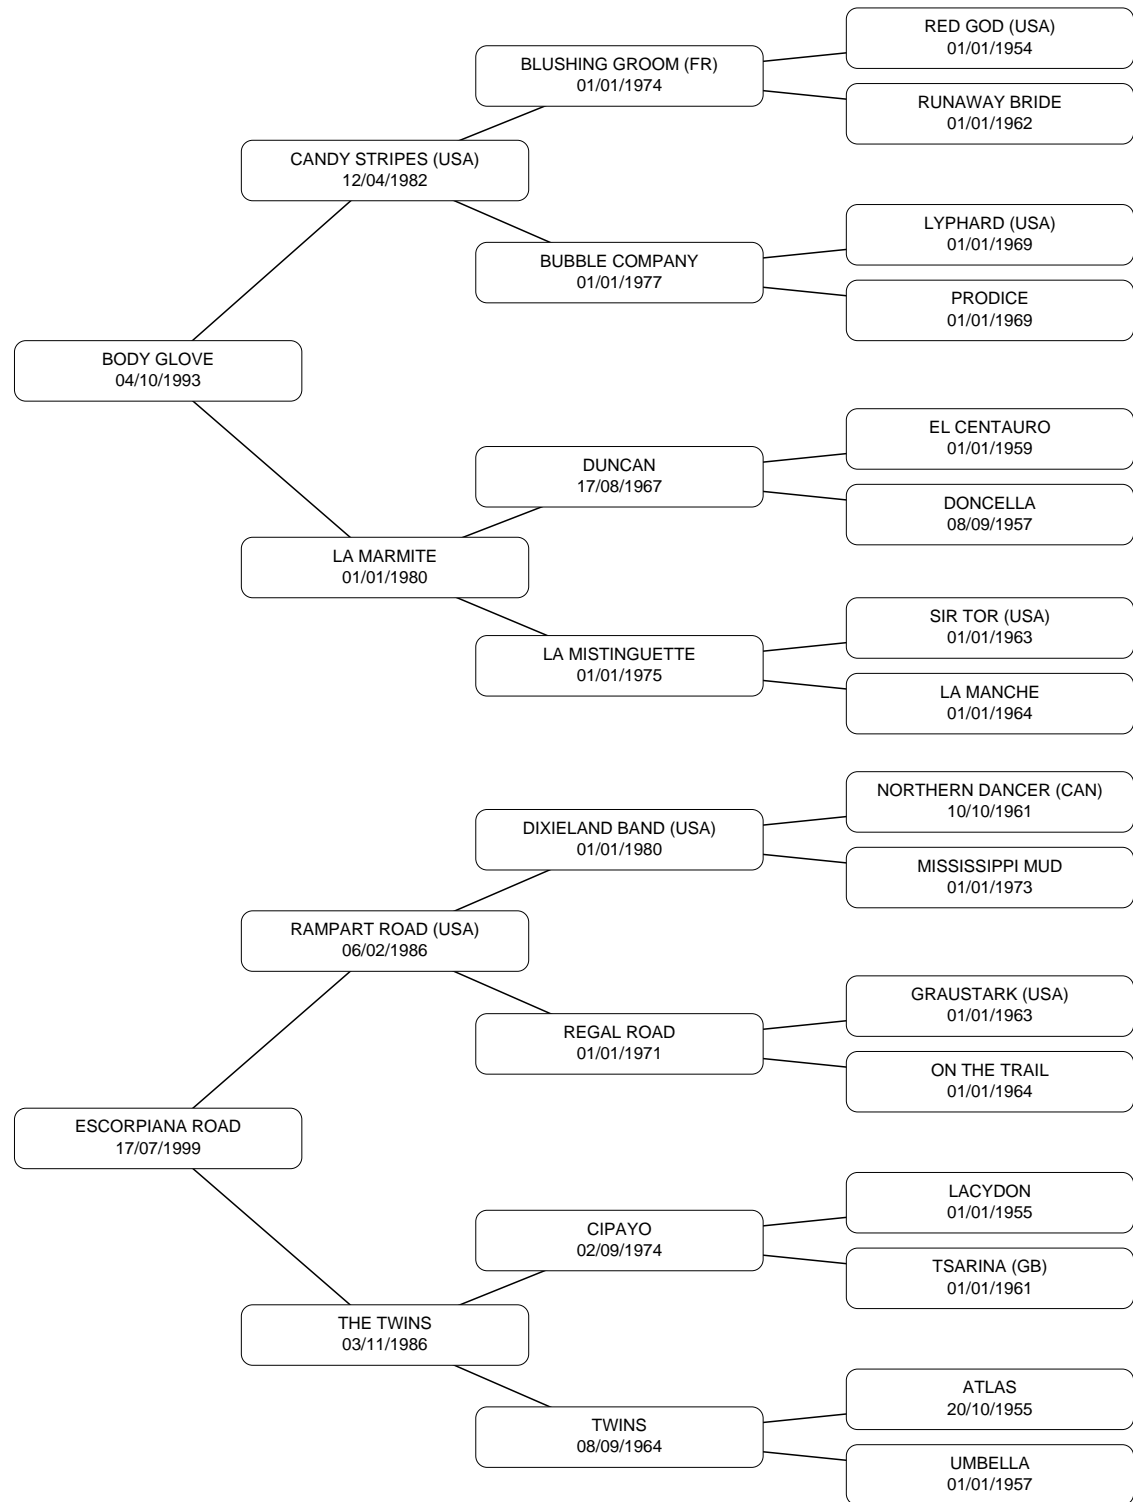 RED GOD (USA)
01/01/1954
BLUSHING GROOM (FR)
01/01/1974
RUNAWAY BRIDE
01/01/1962
CANDY STRIPES (USA)
12/04/1982
LYPHARD (USA)
01/01/1969
BUBBLE COMPANY
01/01/1977
PRODICE
01/01/1969
BODY GLOVE
04/10/1993
EL CENTAURO
01/01/1959
DUNCAN
17/08/1967
DONCELLA
08/09/1957
LA MARMITE
01/01/1980
SIR TOR (USA)
01/01/1963
LA MISTINGUETTE
01/01/1975
LA MANCHE
01/01/1964
NORTHERN DANCER (CAN)
10/10/1961
DIXIELAND BAND (USA)
01/01/1980
MISSISSIPPI MUD
01/01/1973
RAMPART ROAD (USA)
06/02/1986
GRAUSTARK (USA)
01/01/1963
REGAL ROAD
01/01/1971
ON THE TRAIL
01/01/1964
ESCORPIANA ROAD
17/07/1999
LACYDON
01/01/1955
CIPAYO
02/09/1974
TSARINA (GB)
01/01/1961
THE TWINS
03/11/1986
ATLAS
20/10/1955
TWINS
08/09/1964
UMBELLA
01/01/1957